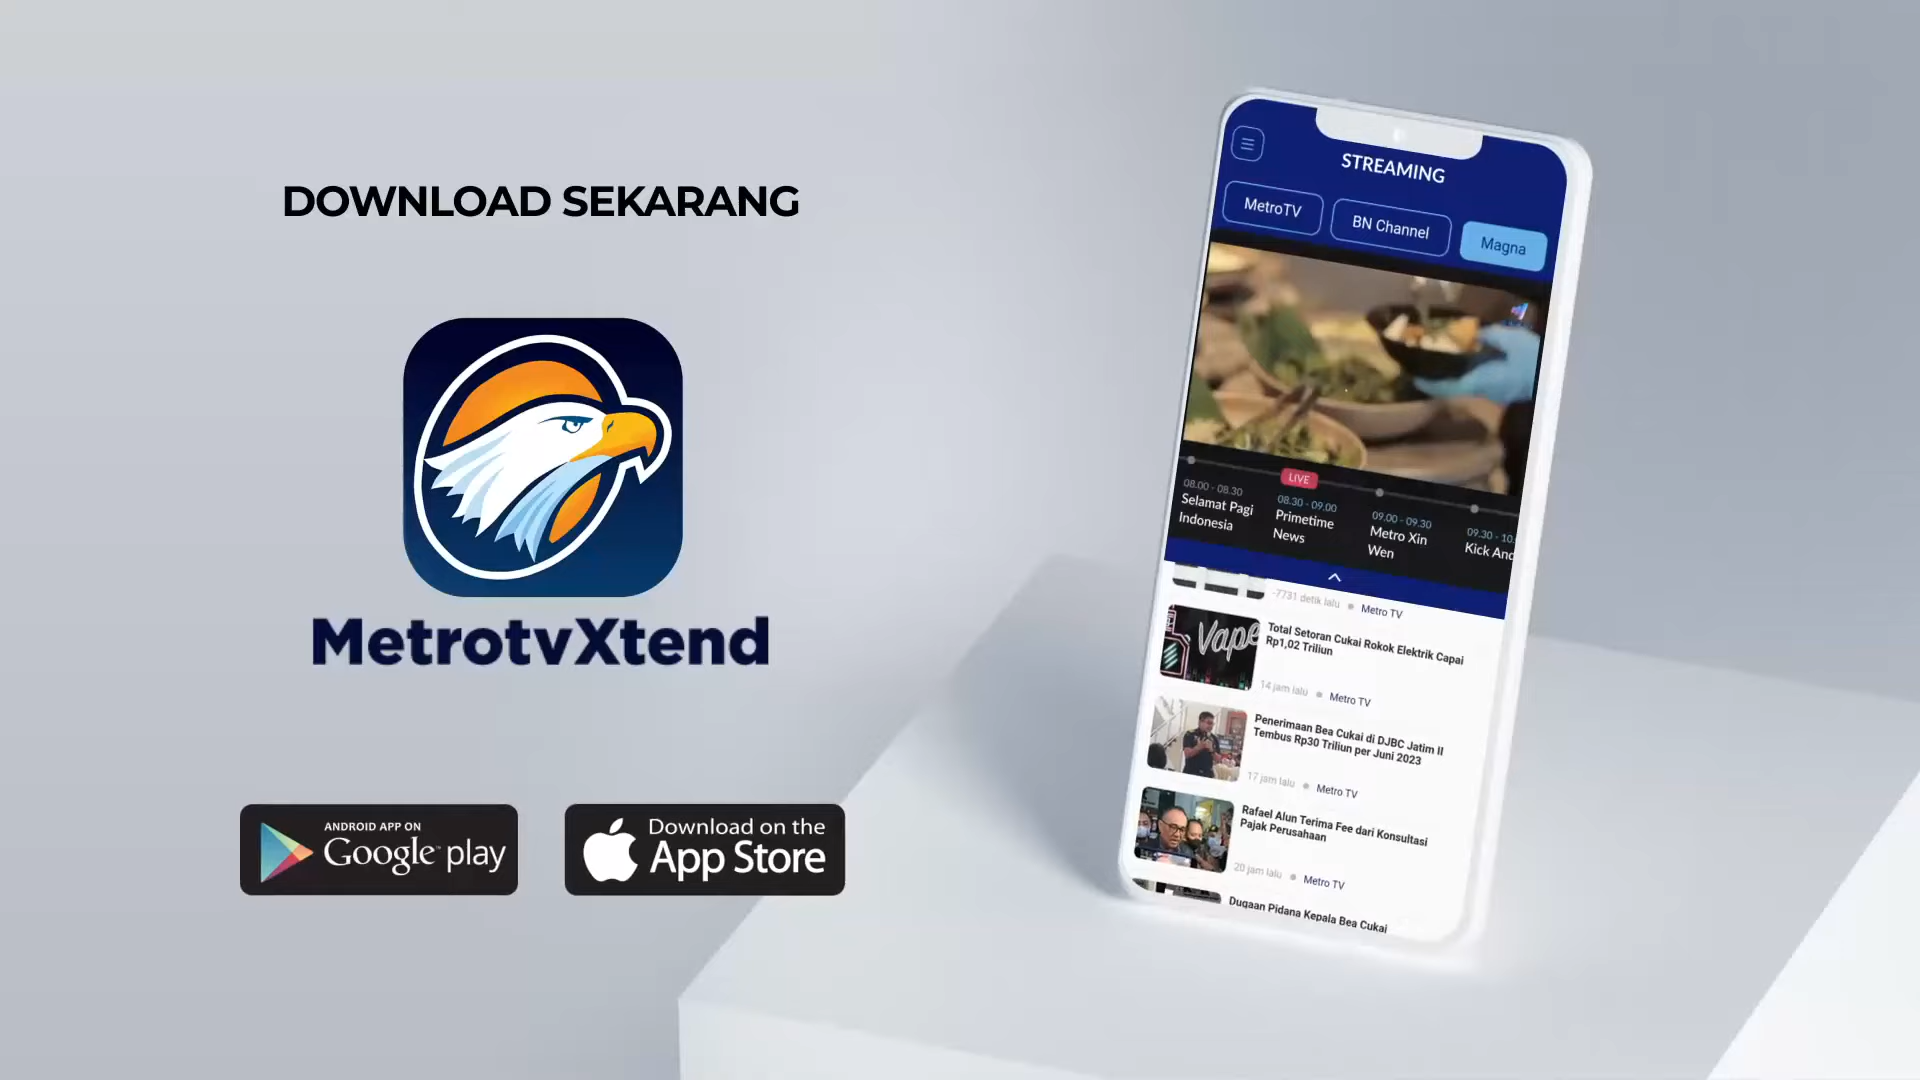 DOWNLOAD SEKARANG
MetrotvXtend
ANDROID APP ON
Google play
Download on the
App Store
STREAMING
MetroTV
BN Channel
Magna
LIVE
08.00 - 08.30
Selamat Pagi
Indonesia
08.30 - 09.00
Primetime
News
09.00 - 09.30
Metro Xin
Wen
09.30 - 10:
Kick And
-7731 detik lalu
Metro TV
Vape
Total Setoran Cukai Rokok Elektrik Capai
Rp1,02 Triliun
14 jam lalu
Metro TV
Penerimaan Bea Cukai di DJBC Jatim II
Tembus Rp30 Triliun per Juni 2023
17 jam lalu
Metro TV
Rafael Alun Terima Fee dari Konsultasi
Pajak Perusahaan
20 jam lalu
Metro TV
Dugaan Pidana Kepala Bea Cukai